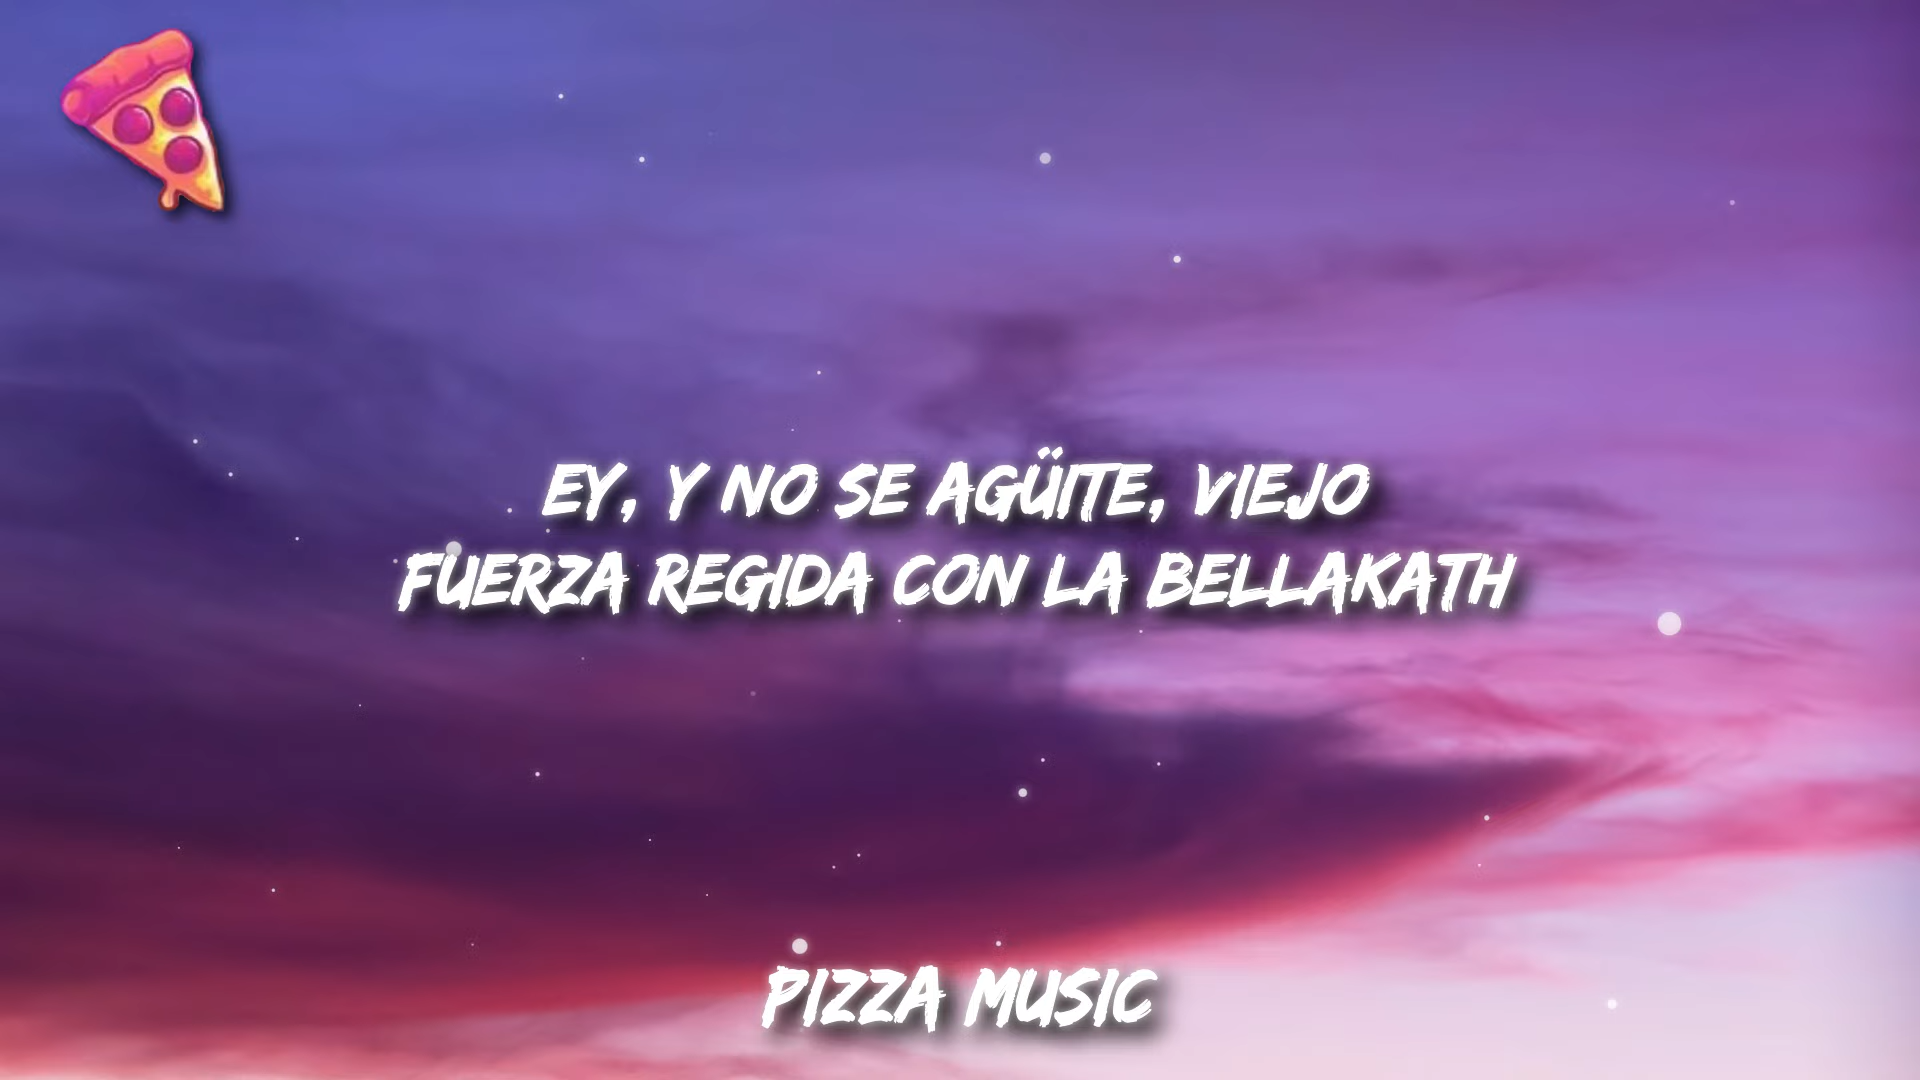 EY, Y NO SE AGÜITE, VIEJO
FUERZA REGIDA CON LA BELLAKATH
PIZZA MUSIC